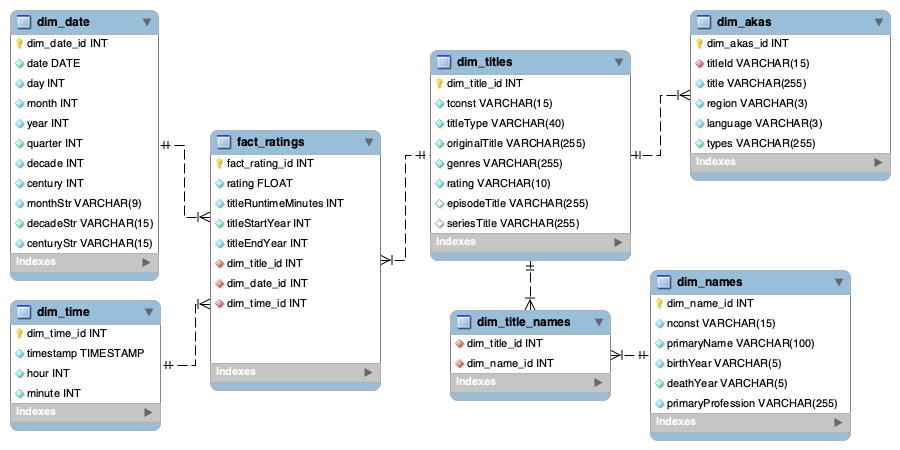 dim_date
dim_date_id INT
date DATE
day INT
month INT
year INT
quarter INT
decade INT
century INT
monthStr VARCHAR(9)
decadeStr VARCHAR(15)
centuryStr VARCHAR(15)
Indexes
dim_time
dim_time_id INT
timestamp TIMESTAMP
hour INT
minute INT
Indexes
fact_ratings
fact_rating_id INT
rating FLOAT
titleRuntimeMinutes INT
titleStartYear INT
titleEndYear INT
dim_title_id INT
dim_date_id INT
dim_time_id INT
Indexes
dim_titles
dim_title_id INT
tconst VARCHAR(15)
titleType VARCHAR(40)
originalTitle VARCHAR(255)
genres VARCHAR(255)
rating VARCHAR(10)
episodeTitle VARCHAR(255)
seriesTitle VARCHAR(255)
Indexes
dim_title_names
dim_title_id INT
dim_name_id INT
Indexes
dim_akas
dim_akas_id INT
titleId VARCHAR(15)
title VARCHAR(255)
region VARCHAR(3)
language VARCHAR(3)
types VARCHAR(255)
Indexes
dim_names
dim_name_id INT
nconst VARCHAR(15)
primaryName VARCHAR(100)
birthYear VARCHAR(5)
deathYear VARCHAR(5)
primaryProfession VARCHAR(255)
Indexes